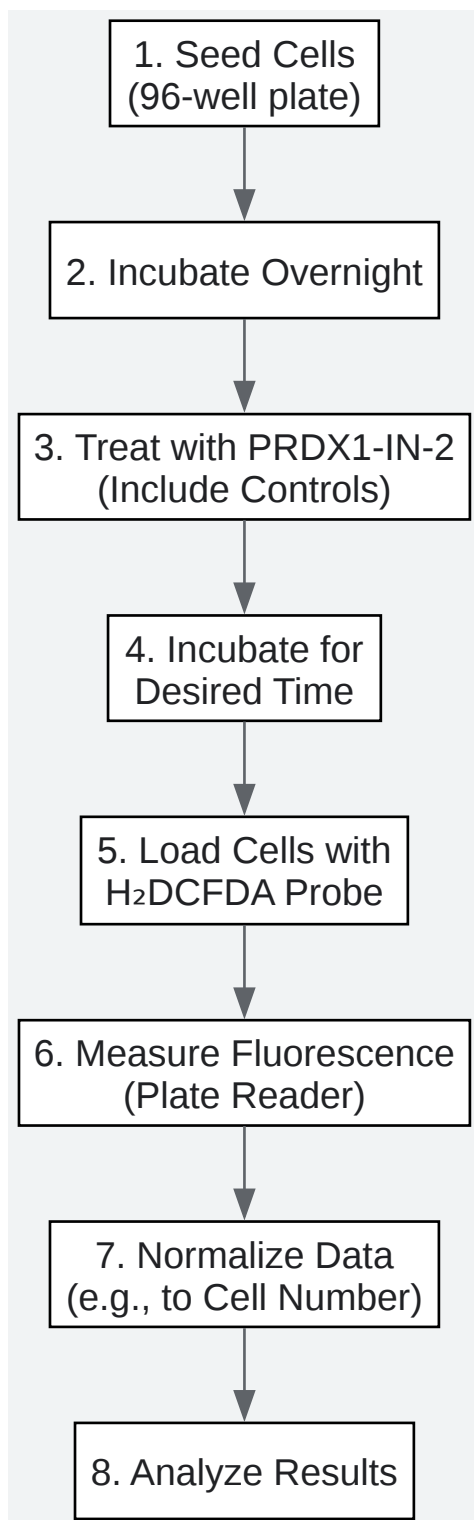 1. Seed Cells
(96-well plate)
2. Incubate Overnight
3. Treat with PRDX1-IN-2
(Include Controls)
4. Incubate for
Desired Time
5. Load Cells with
H₂DCFDA Probe
6. Measure Fluorescence
(Plate Reader)
7. Normalize Data
(e.g., to Cell Number)
8. Analyze Results